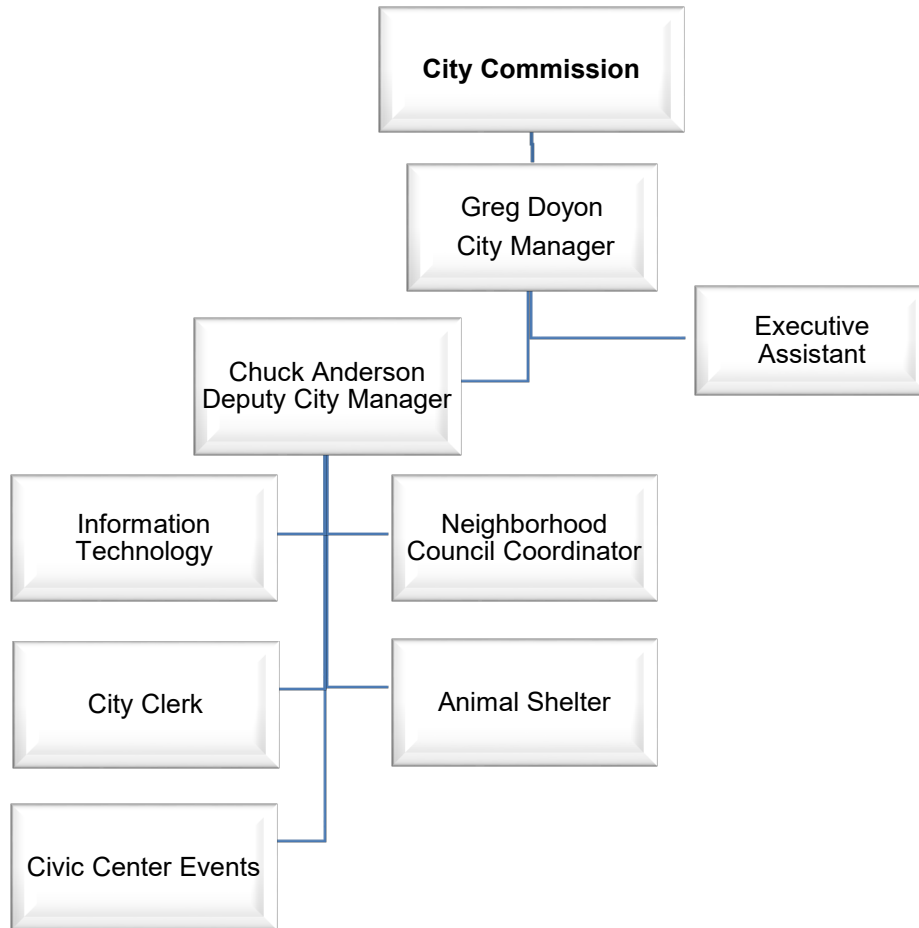 City Commission
Greg Doyon
City Manager
Executive
Assistant
Chuck Anderson
Deputy City Manager
Information
Technology
Neighborhood
Council Coordinator
City Clerk
Animal Shelter
Civic Center Events